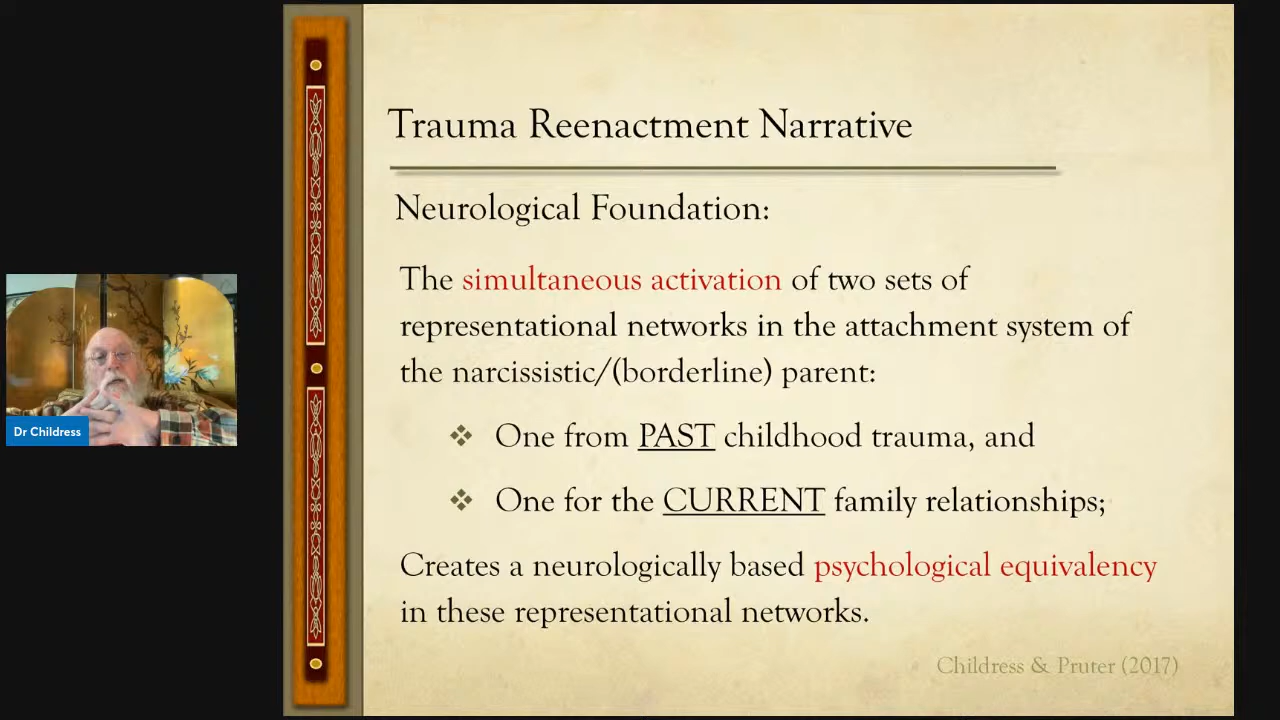 Trauma Reenactment Narrative
Neurological Foundation:
The simultaneous activation of two sets of
representational networks in the attachment system of
the narcissistic/(borderline) parent:
❖ One from PAST childhood trauma, and
❖ One for the CURRENT family relationships;
Creates a neurologically based psychological equivalency
in these representational networks.
Childress & Pruter (2017)
Dr Childress